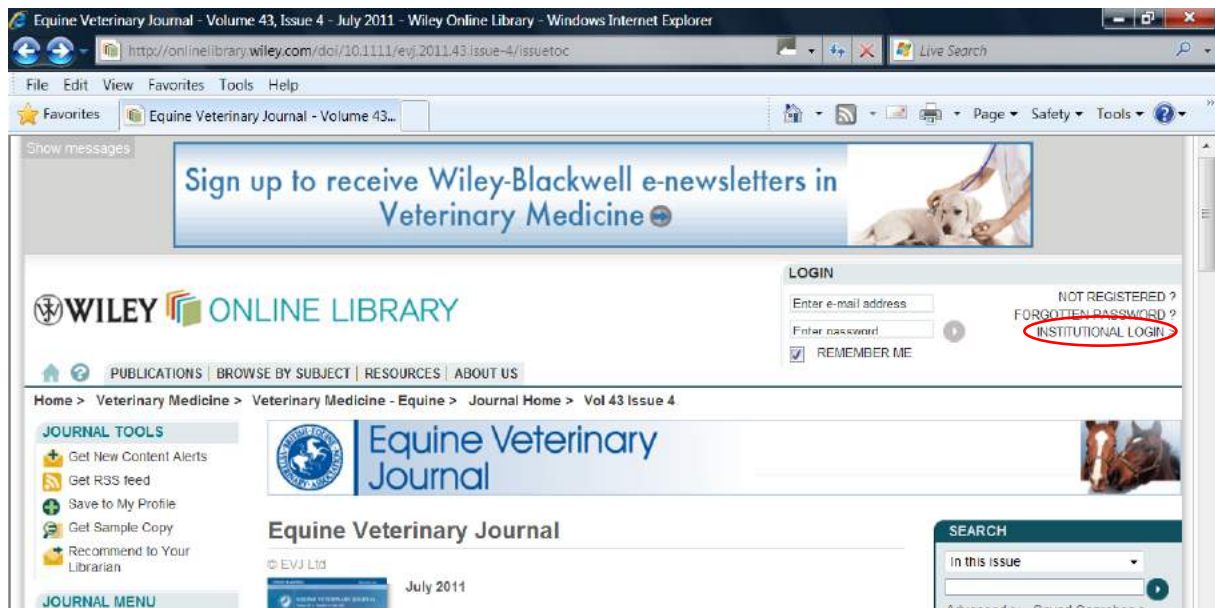 Equine Veterinary Journal - Volume 43, Issue 4 - July 2011 - Wiley Online Library - Windows Internet Explorer
http://onlinelibrary.wiley.com/doi/10.1111/evj.2011.43.issue-4/issuetoc
Live Search
File Edit View Favorites Tools Help
Favorites
Equine Veterinary Journal - Volume 43...
Page Safety Tools
Show messages
Sign up to receive Wiley-Blackwell e-newsletters in
Veterinary Medicine
LOGIN
Enter e-mail address
NOT REGISTERED ?
FORGOTTEN PASSWORD ?
Enter password
INSTITUTIONAL LOGIN >
REMEMBER ME
WILEY ONLINE LIBRARY
PUBLICATIONS | BROWSE BY SUBJECT | RESOURCES | ABOUT US
Home > Veterinary Medicine > Veterinary Medicine - Equine > Journal Home > Vol 43 Issue 4
JOURNAL TOOLS
Get New Content Alerts
Get RSS feed
Save to My Profile
Get Sample Copy
Recommend to Your
Librarian
JOURNAL MENU
Equine Veterinary
Journal
Equine Veterinary Journal
© EVJ Ltd
July 2011
SEARCH
In this issue